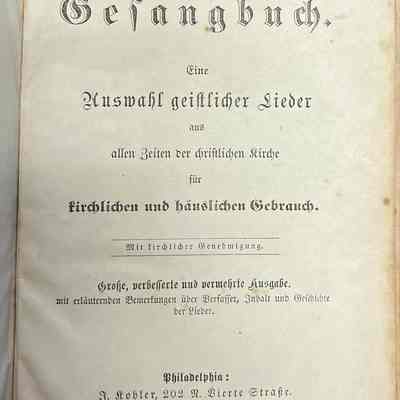 Gesangbuch.
Eine
Auswahl geistlicher Lieder
aus
allen Zeiten der christlichen Kirche
für
kirchlichen und häuslichen Gebrauch.
Mit kirchlicher Genehmigung.
Große, verbesserte und vermehrte Ausgabe.
mit erläuternden Bemerkungen über Verfasser, Inhalt und Geschichte
der Lieder.
Philadelphia:
J. Kohler, 202 N. Vierte Straße.